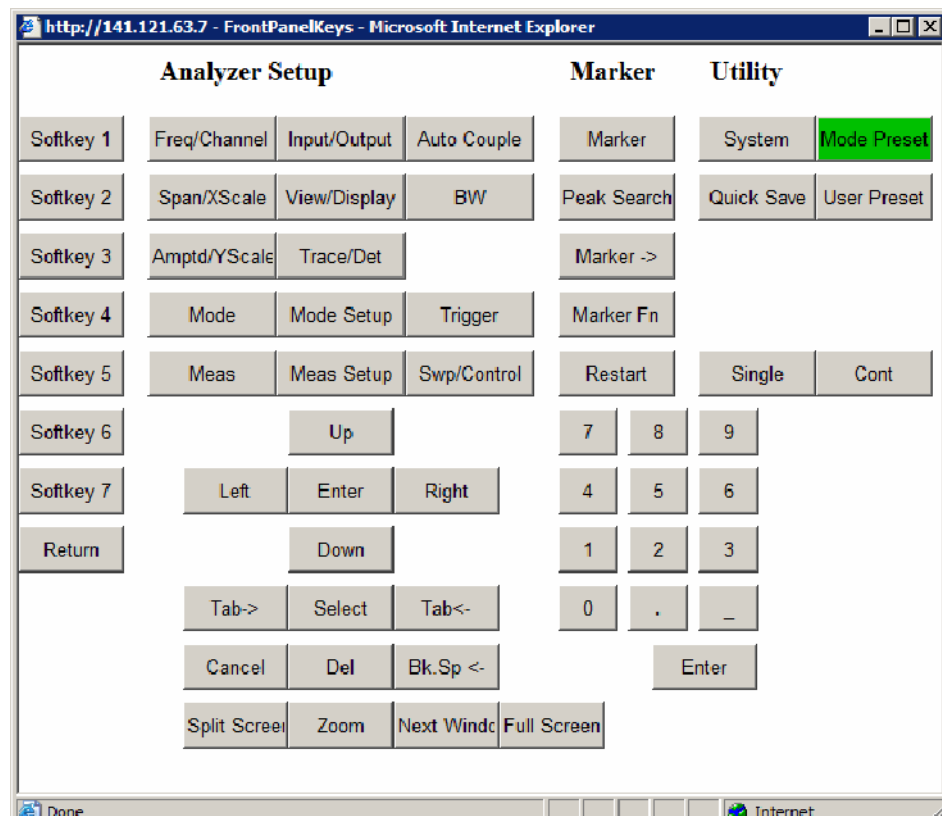 http://141.121.63.7 - FrontPanelKeys - Microsoft Internet Explorer
Analyzer Setup Marker Utility
Softkey 1 Freq/Channel Input/Output Auto Couple Marker System Mode Preset
Softkey 2 Span/XScale View/Display BW Peak Search Quick Save User Preset
Softkey 3 Amptd/YScale Trace/Det Marker ->
Softkey 4 Mode Mode Setup Trigger Marker Fn
Softkey 5 Meas Meas Setup Swp/Control Restart Single Cont
Softkey 6 Up 7 8 9
Softkey 7 Left Enter Right 4 5 6
Return Down 1 2 3
Tab-> Select Tab<- 0 . _
Cancel Del Bk.Sp <- Enter
Split Screen Zoom Next Windo Full Screen
Done Internet